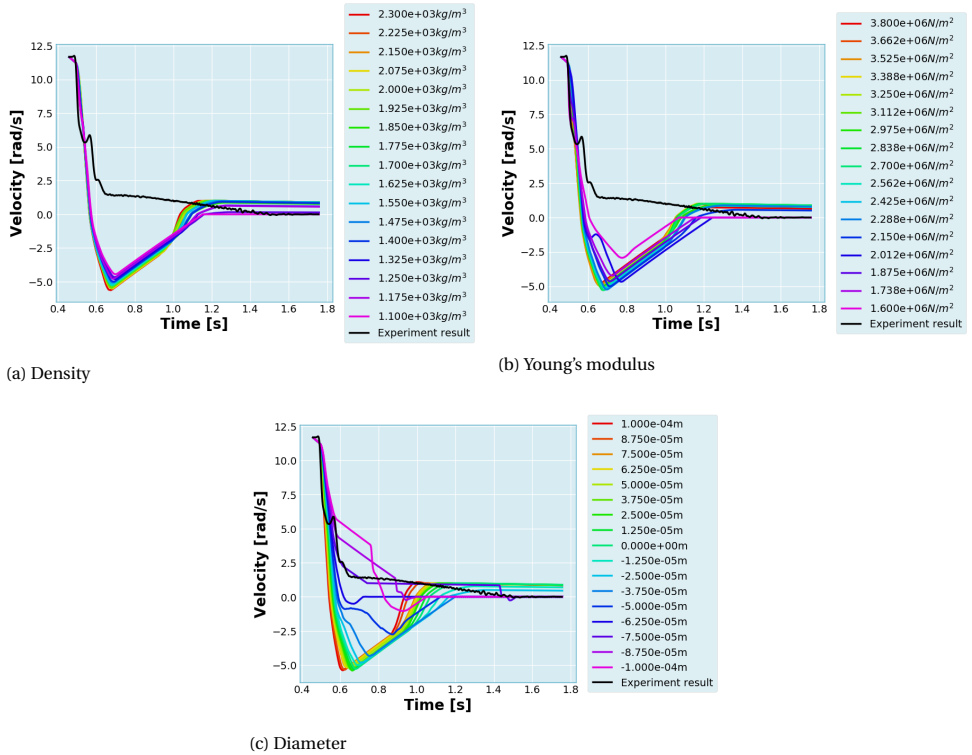 12.5
10.0
7.5
5.0
2.5
0.0
−2.5
−5.0
Velocity [rad/s]
0.4 0.6 0.8 1.0 1.2 1.4 1.6 1.8
Time [s]
2.300e+03kg/m³
2.225e+03kg/m³
2.150e+03kg/m³
2.075e+03kg/m³
2.000e+03kg/m³
1.925e+03kg/m³
1.850e+03kg/m³
1.775e+03kg/m³
1.700e+03kg/m³
1.625e+03kg/m³
1.550e+03kg/m³
1.475e+03kg/m³
1.400e+03kg/m³
1.325e+03kg/m³
1.250e+03kg/m³
1.175e+03kg/m³
1.100e+03kg/m³
Experiment result
(a) Density
12.5
10.0
7.5
5.0
2.5
0.0
−2.5
−5.0
Velocity [rad/s]
0.4 0.6 0.8 1.0 1.2 1.4 1.6 1.8
Time [s]
3.800e+06N/m²
3.662e+06N/m²
3.525e+06N/m²
3.388e+06N/m²
3.250e+06N/m²
3.112e+06N/m²
2.975e+06N/m²
2.838e+06N/m²
2.700e+06N/m²
2.562e+06N/m²
2.425e+06N/m²
2.288e+06N/m²
2.150e+06N/m²
2.012e+06N/m²
1.875e+06N/m²
1.738e+06N/m²
1.600e+06N/m²
Experiment result
(b) Young's modulus
12.5
10.0
7.5
5.0
2.5
0.0
−2.5
−5.0
Velocity [rad/s]
0.4 0.6 0.8 1.0 1.2 1.4 1.6 1.8
Time [s]
1.000e-04m
8.750e-05m
7.500e-05m
6.250e-05m
5.000e-05m
3.750e-05m
2.500e-05m
1.250e-05m
0.000e+00m
-1.250e-05m
-2.500e-05m
-3.750e-05m
-5.000e-05m
-6.250e-05m
-7.500e-05m
-8.750e-05m
-1.000e-04m
Experiment result
(c) Diameter